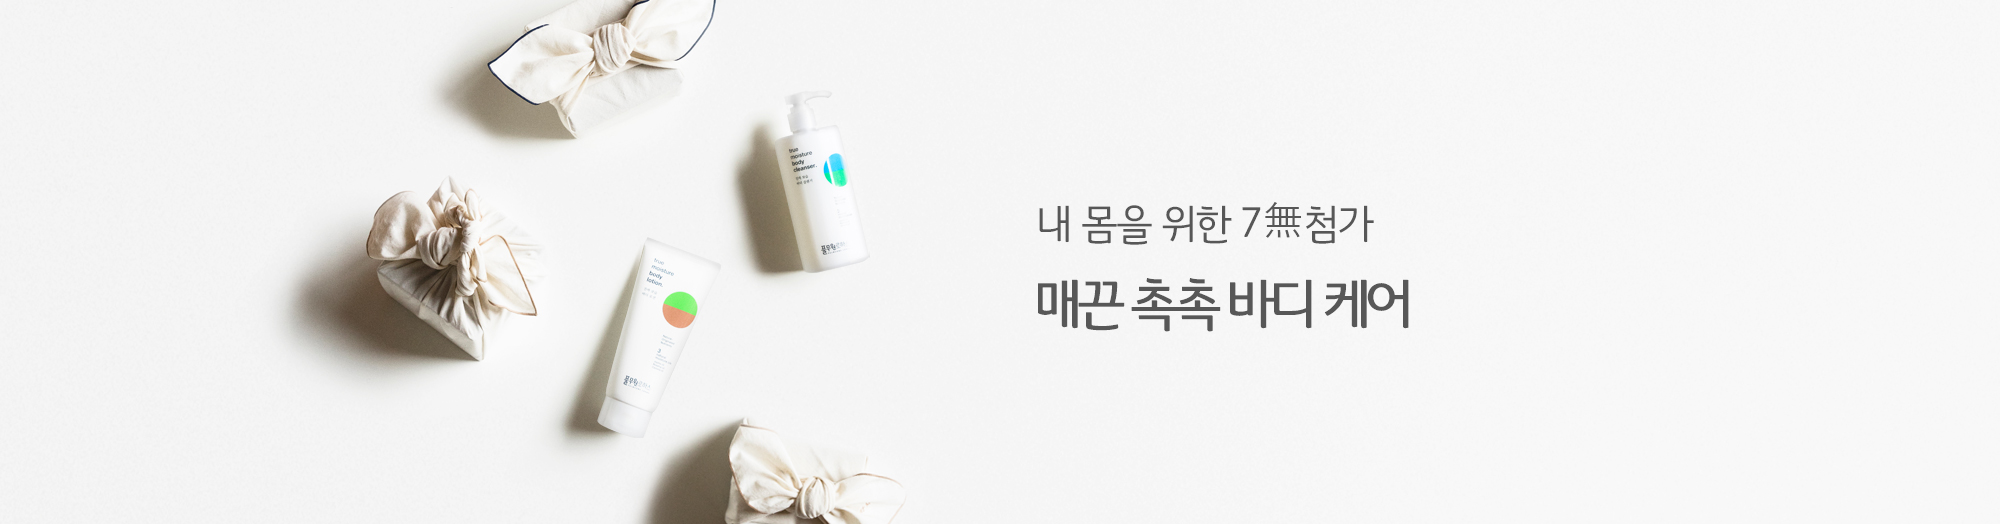 true
moisture
body
cleanser.
true
moisture
body
lotion.
내 몸을 위한 7無첨가
매끈 촉촉 바디 케어